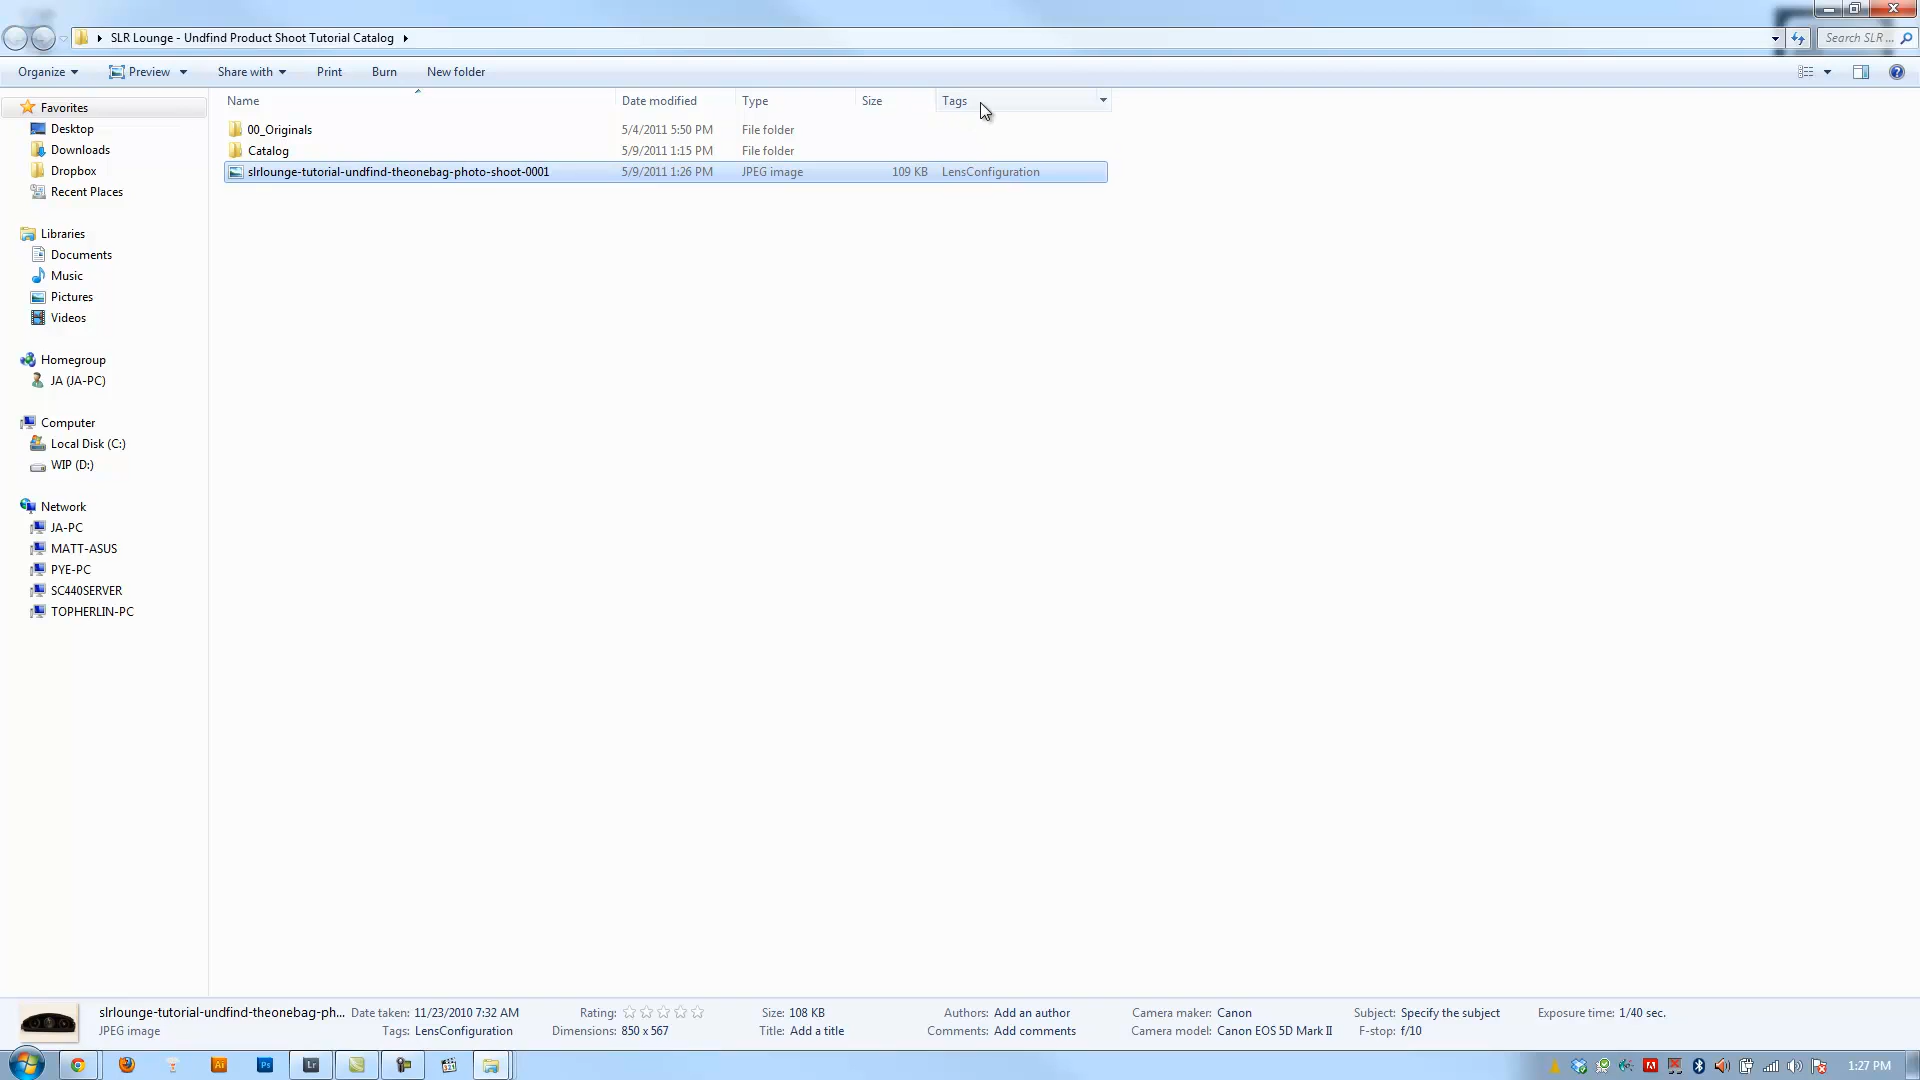 SLR Lounge - Undfind Product Shoot Tutorial Catalog
Search SLR ...
Organize Preview Share with Print Burn New folder
Name Date modified Type Size Tags
00_Originals 5/4/2011 5:50 PM File folder
Catalog 5/9/2011 1:15 PM File folder
slrlounge-tutorial-undfind-theonebag-photo-shoot-0001 5/9/2011 1:26 PM JPEG image 109 KB LensConfiguration
Favorites
Desktop
Downloads
Dropbox
Recent Places
Libraries
Documents
Music
Pictures
Videos
Homegroup
JA (JA-PC)
Computer
Local Disk (C:)
WIP (D:)
Network
JA-PC
MATT-ASUS
PYE-PC
SC440SERVER
TOPHERLIN-PC
slrlounge-tutorial-undfind-theonebag-ph... Date taken: 11/23/2010 7:32 AM Rating: Size: 108 KB Authors: Add an author Camera maker: Canon Subject: Specify the subject Exposure time: 1/40 sec.
JPEG image Tags: LensConfiguration Dimensions: 850 x 567 Title: Add a title Comments: Add comments Camera model: Canon EOS 5D Mark II F-stop: f/10
Ai Ps Lr 1:27 PM